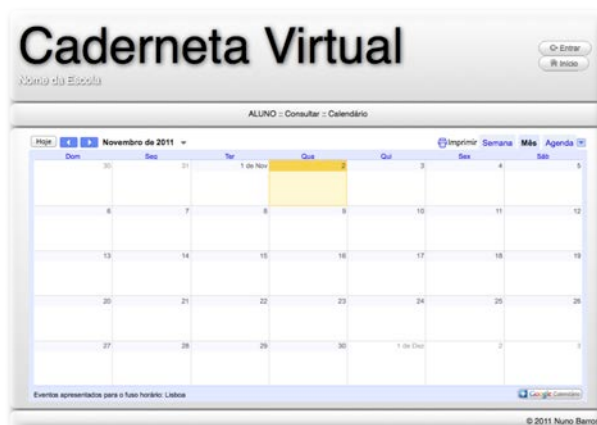 Caderneta Virtual
Nome da Escola
Entrar
Início
ALUNO :: Consultar :: Calendário
Hoje Novembro de 2011 Imprimir Semana Mês Agenda
Dom Seg Ter Qua Qui Sex Sáb
30 31 1 de Nov 2 3 4 5
6 7 8 9 10 11 12
13 14 15 16 17 18 19
20 21 22 23 24 25 26
27 28 29 30 1 de Dez 2 3
Eventos apresentados para o fuso horário: Lisboa
Google Calendário
© 2011 Nuno Barros